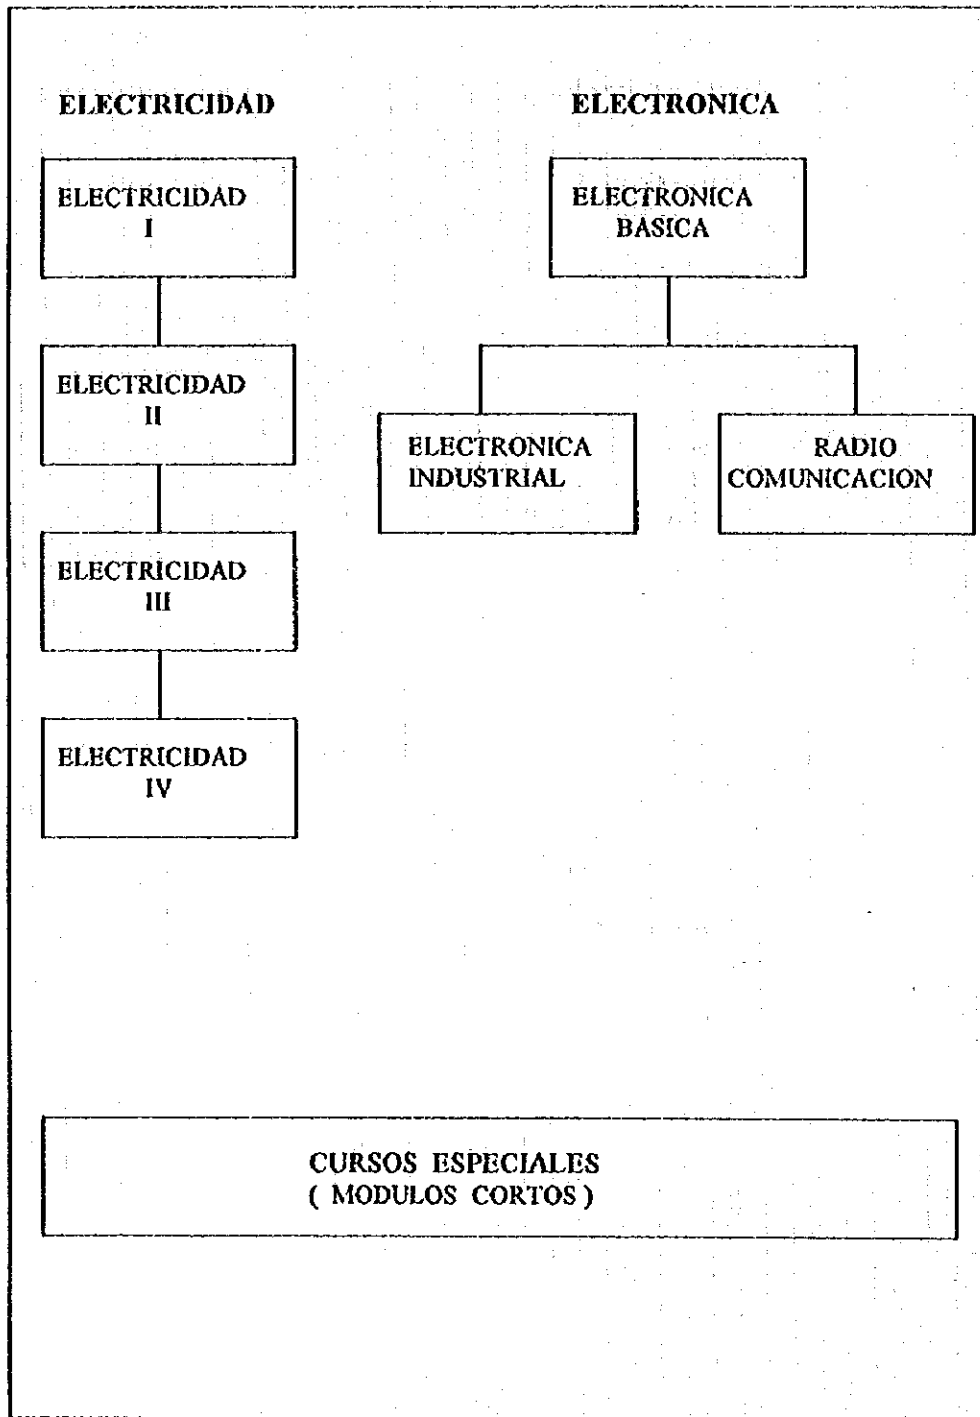 ELECTRICIDAD
ELECTRICIDAD
I
ELECTRICIDAD
II
ELECTRICIDAD
III
ELECTRICIDAD
IV
ELECTRONICA
ELECTRONICA
BASICA
ELECTRONICA
INDUSTRIAL
RADIO
COMUNICACION
CURSOS ESPECIALES
( MODULOS CORTOS )